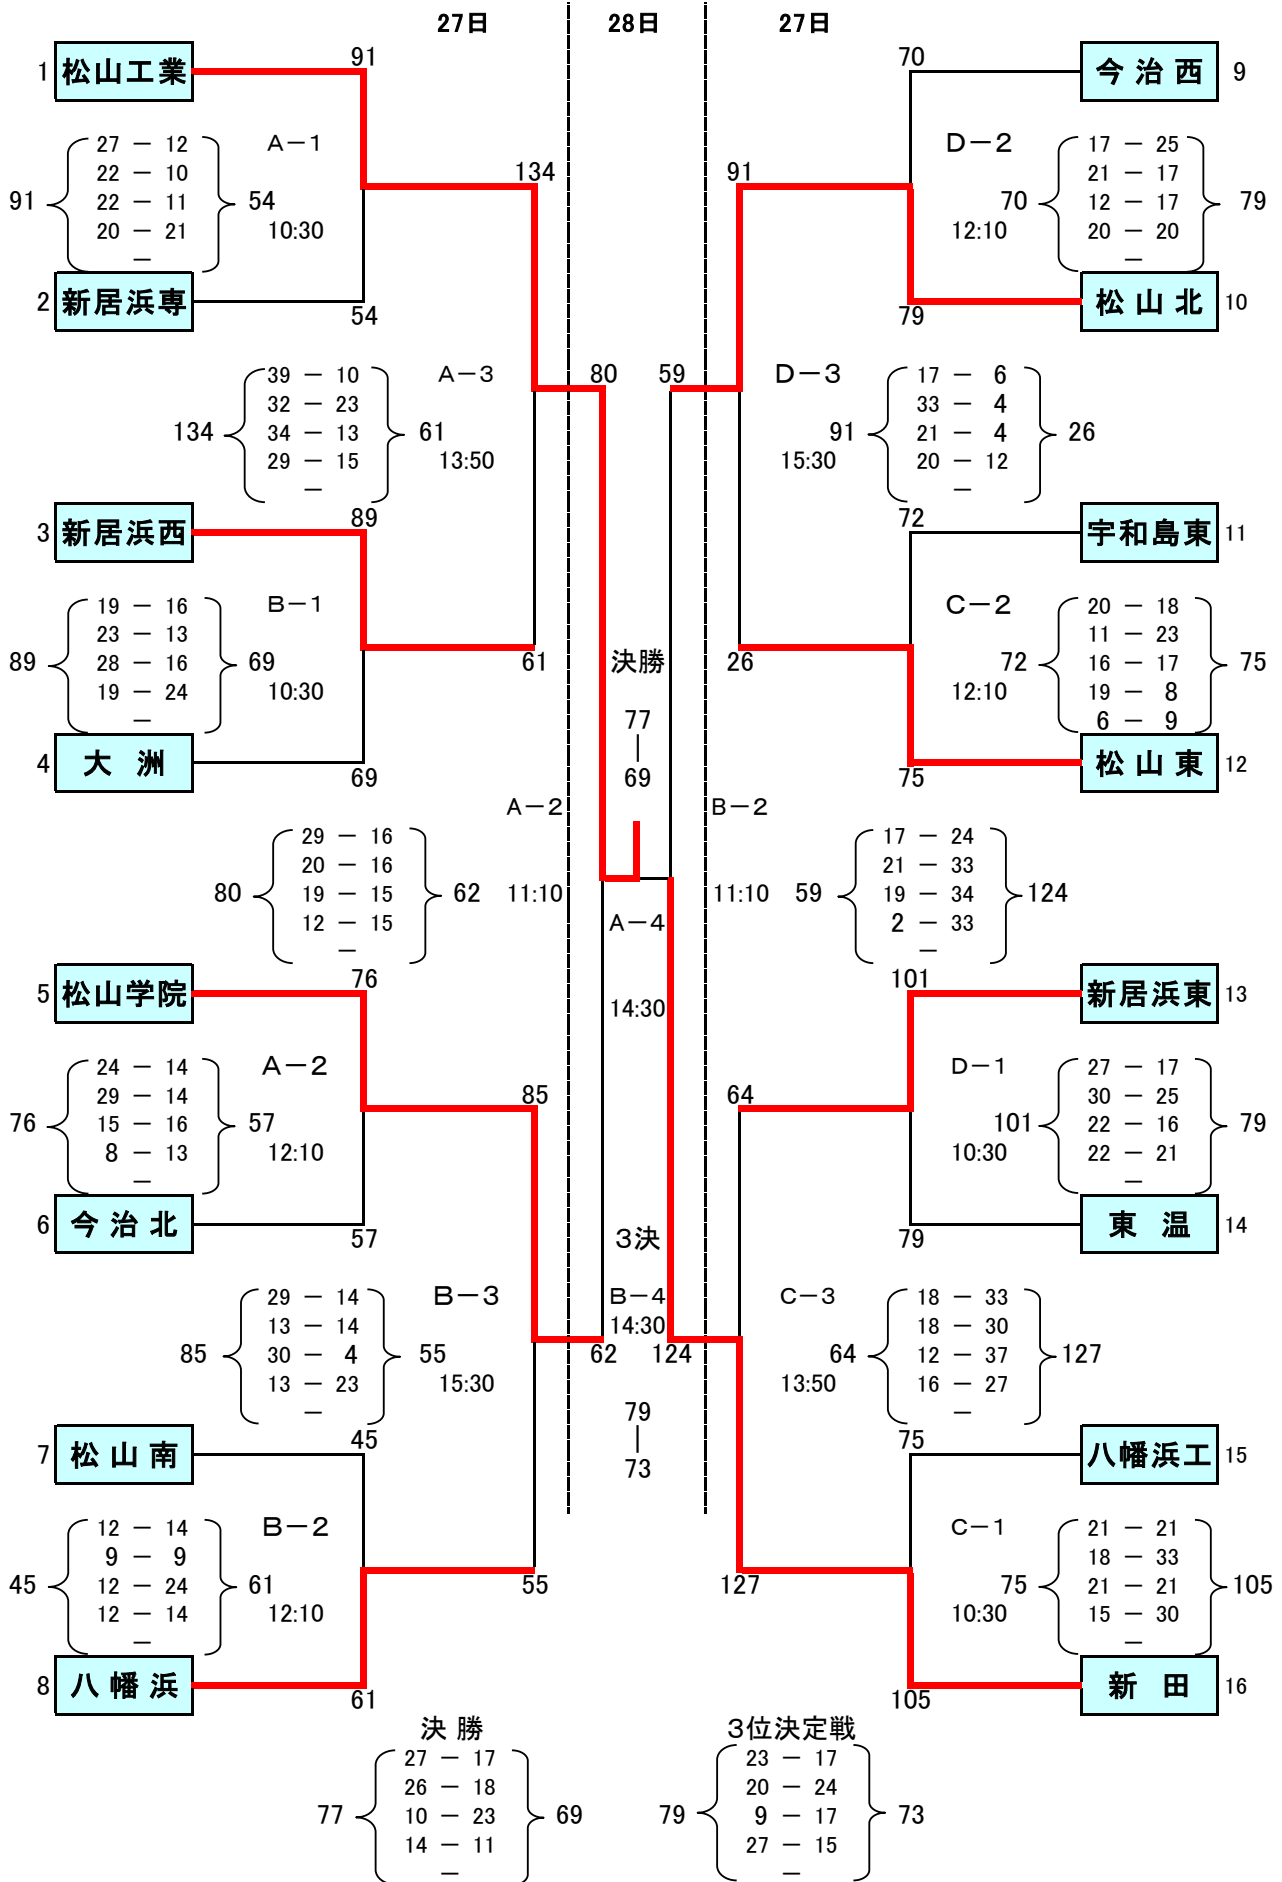 27日 28日 27日
91 70
1 松山工業 今治西 9
27 － 12 A－1 D－2 17 － 25
22 － 10 134 91 21 － 17
91 22 － 11 54 70 12 － 17 79
20 － 21 10:30 12:10 20 － 20
－ －
2 新居浜専 松山北 10
54 79
39 － 10 A－3 80 59 D－3 17 － 6
32 － 23 33 － 4
134 34 － 13 61 91 21 － 4 26
29 － 15 13:50 15:30 20 － 12
－ －
89 72
3 新居浜西 宇和島東 11
19 － 16 B－1 C－2 20 － 18
23 － 13 11 － 23
89 28 － 16 69 61 決勝 26 72 16 － 17 75
19 － 24 10:30 12:10 19 － 8
－ 77 6 － 9
｜
4 大洲 松山東 12
69 69 75
A－2 B－2
29 － 16 17 － 24
20 － 16 21 － 33
80 19 － 15 62 11:10 11:10 59 19 － 34 124
12 － 15 A－4 2 － 33
－ －
76 101
5 松山学院 14:30 新居浜東 13
24 － 14 A－2 D－1 27 － 17
29 － 14 85 64 30 － 25
76 15 － 16 57 101 22 － 16 79
8 － 13 12:10 10:30 22 － 21
－ －
6 今治北 東温 14
57 3決 79
29 － 14 B－3 B－4 C－3 18 － 33
13 － 14 14:30 18 － 30
85 30 － 4 55 62 124 64 12 － 37 127
13 － 23 15:30 13:50 16 － 27
－ 79 －
45 ｜ 75
7 松山南 73 八幡浜工 15
12 － 14 B－2 C－1 21 － 21
9 － 9 18 － 33
45 12 － 24 61 55 127 75 21 － 21 105
12 － 14 12:10 10:30 15 － 30
－ －
8 八幡浜 新田 16
61 105
決勝 3位決定戦
27 － 17 23 － 17
26 － 18 20 － 24
77 10 － 23 69 79 9 － 17 73
14 － 11 27 － 15
－ －